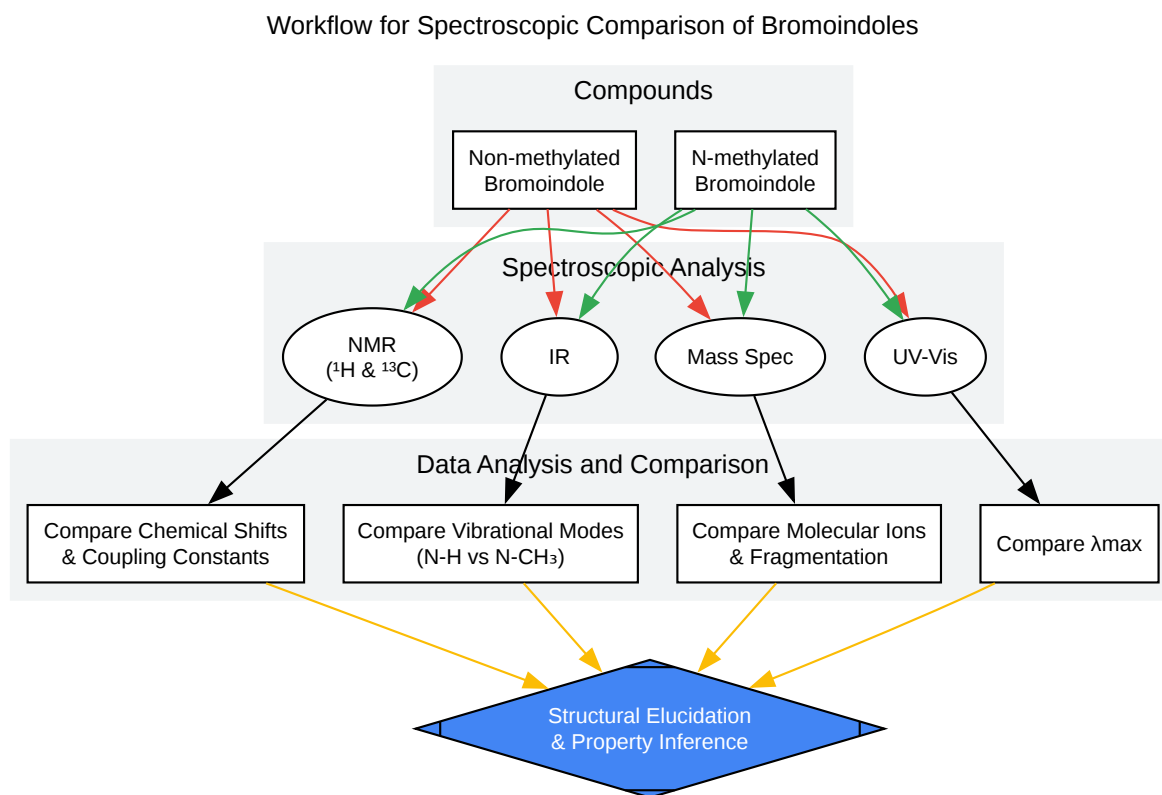 Workflow for Spectroscopic Comparison of Bromoindoles
Compounds
Non-methylated
Bromoindole
N-methylated
Bromoindole
Spectroscopic Analysis
NMR
(¹H & ¹³C)
IR
Mass Spec
UV-Vis
Data Analysis and Comparison
Compare Chemical Shifts
& Coupling Constants
Compare Vibrational Modes
(N-H vs N-CH₃)
Compare Molecular Ions
& Fragmentation
Compare λmax
Structural Elucidation
& Property Inference